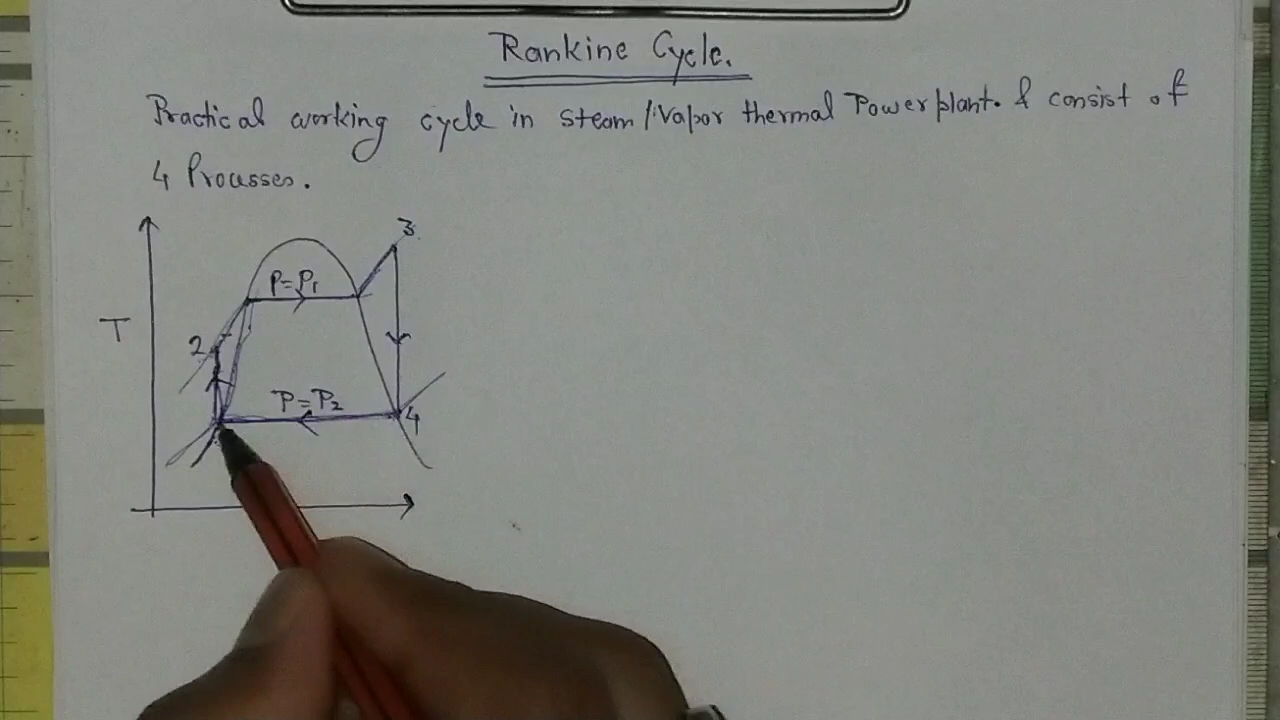 Rankine Cycle.
Practical working cycle in steam/Vapor thermal Power plant. & consist of
4 Proceses.
3
P=P1
T
2
P=P2
4